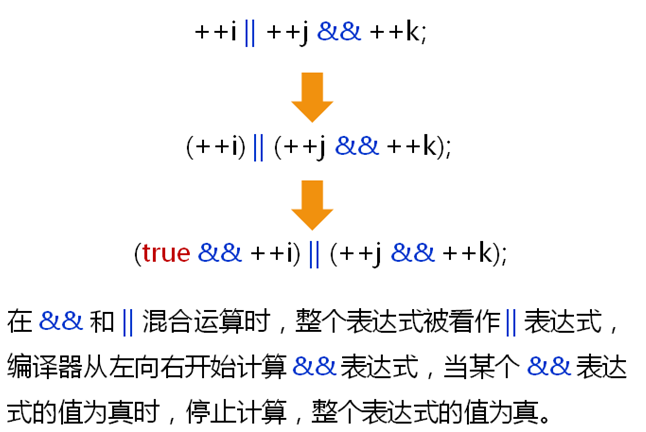 ++i || ++j && ++k;
(++i) || (++j && ++k);
(true && ++i) || (++j && ++k);
在 && 和 || 混合运算时，整个表达式被看作 || 表达式，
编译器从左向右开始计算 && 表达式，当某个 && 表达
式的值为真时，停止计算，整个表达式的值为真。